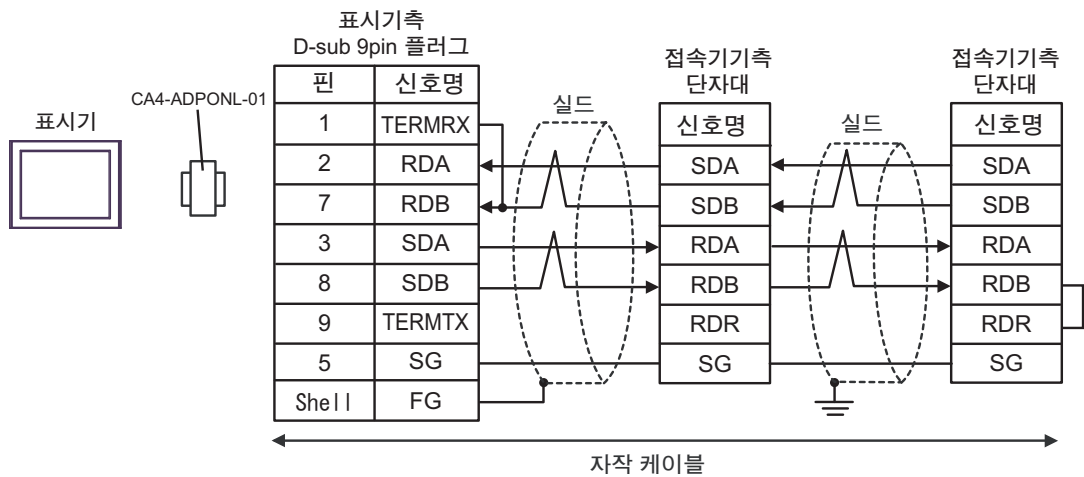 표시기측
D-sub 9pin 플러그
접속기기측
단자대
접속기기측
단자대
CA4-ADPONL-01
표시기
핀 신호명
1 TERMRX
2 RDA
7 RDB
3 SDA
8 SDB
9 TERMTX
5 SG
Shell FG
실드
신호명
SDA
SDB
RDA
RDB
RDR
SG
실드
신호명
SDA
SDB
RDA
RDB
RDR
SG
자작 케이블